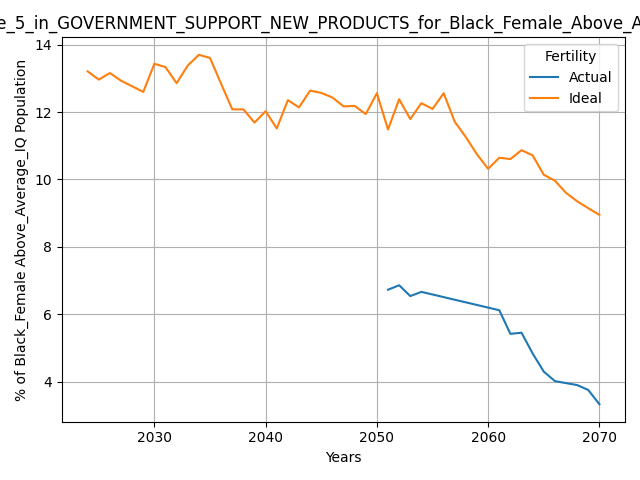 e_5_in_GOVERNMENT_SUPPORT_NEW_PRODUCTS_for_Black_Female_Above_A
14
12
10
8
6
4
2030
2040
2050
2060
2070
Years
% of Black_Female Above_Average_IQ Population
Fertility
Actual
Ideal